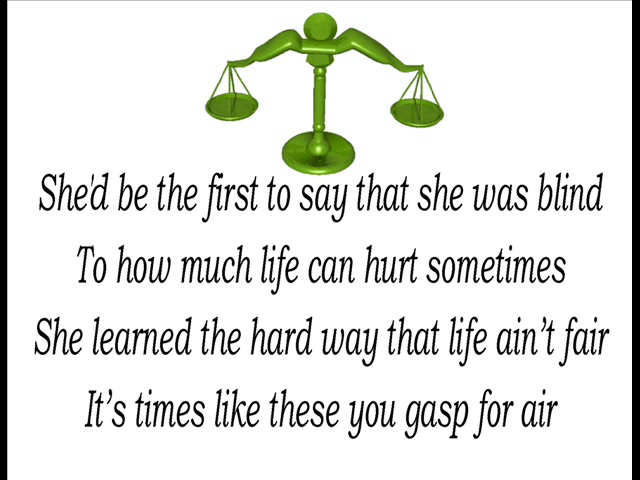 She'd be the first to say that she was blind
To how much life can hurt sometimes
She learned the hard way that life ain’t fair
It’s times like these you gasp for air